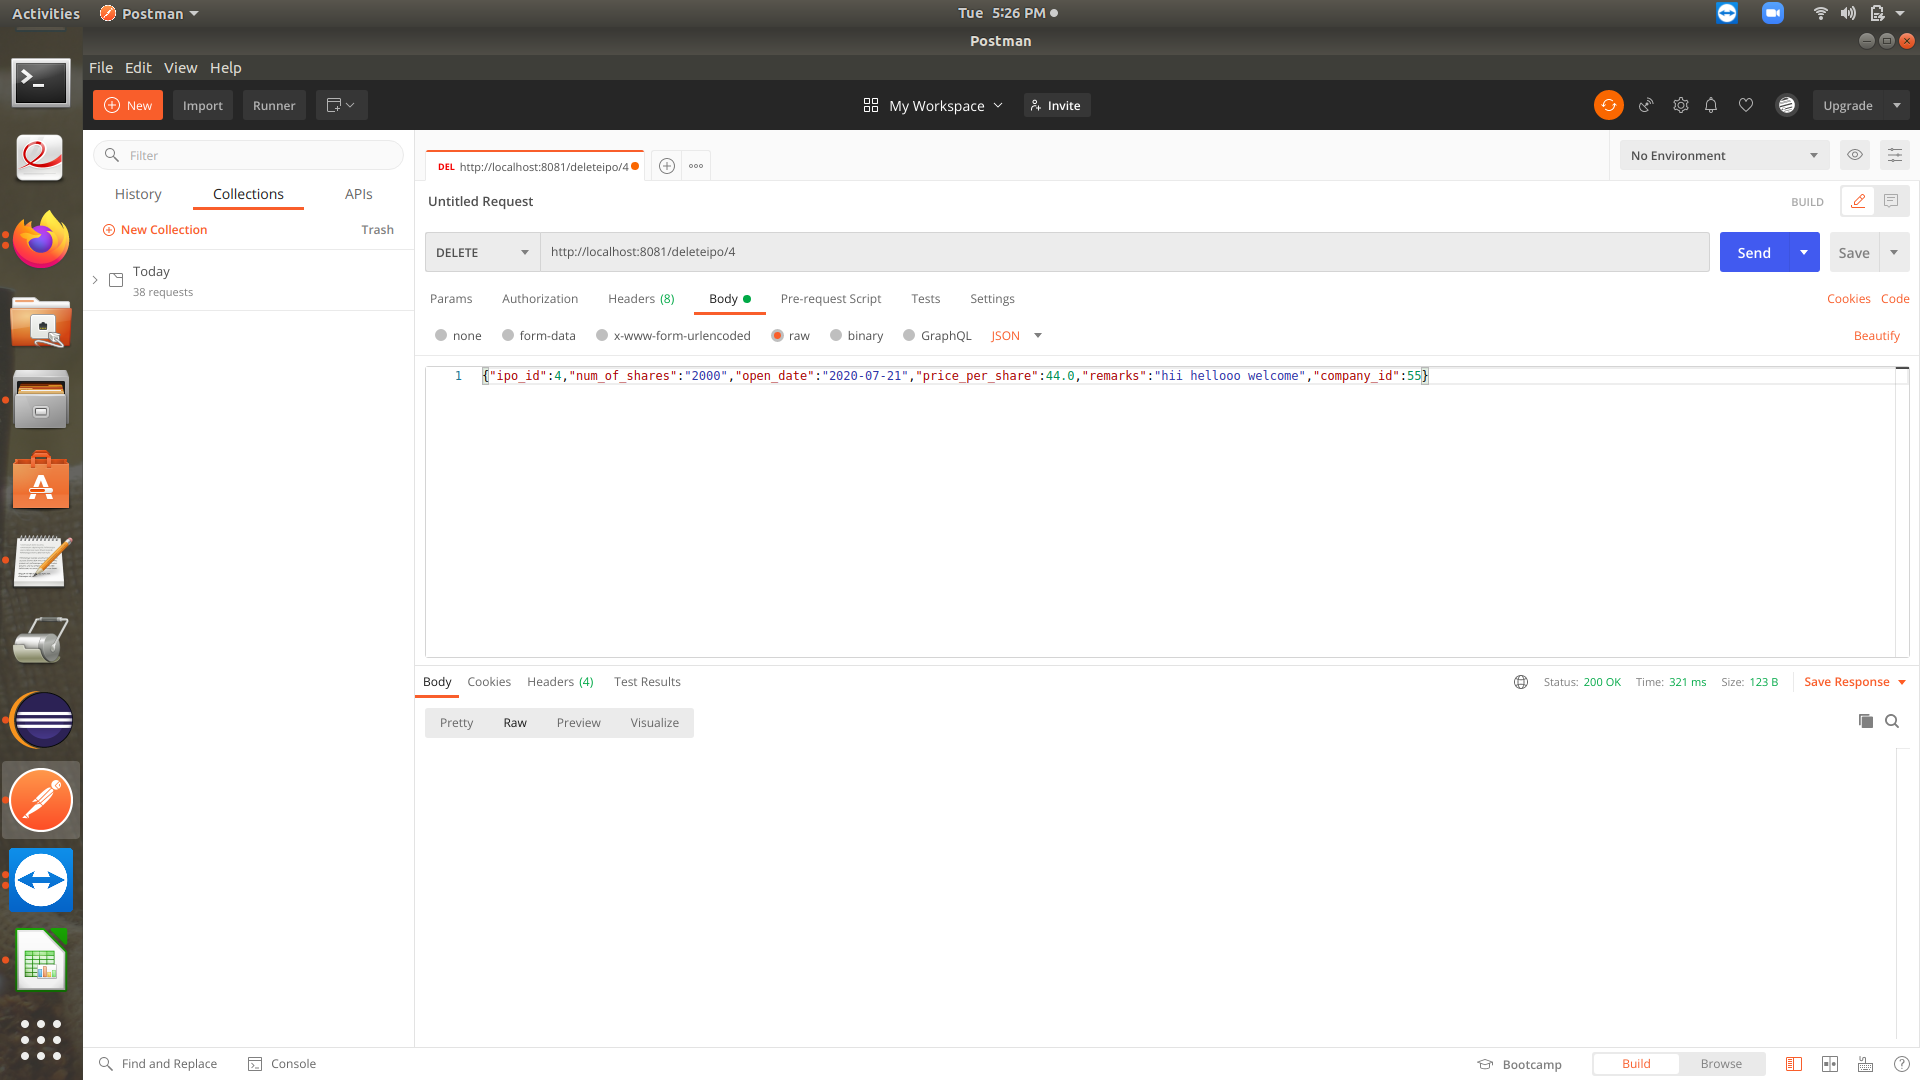 Activities Postman Tue 5:26 PM
Postman
File Edit View Help
New Import Runner My Workspace Invite Upgrade
Filter
History Collections APIs
New Collection Trash
Today
38 requests
DEL http://localhost:8081/deleteipo/4
No Environment
Untitled Request BUILD
DELETE http://localhost:8081/deleteipo/4 Send Save
Params Authorization Headers (8) Body Pre-request Script Tests Settings Cookies Code
none form-data x-www-form-urlencoded raw binary GraphQL JSON Beautify
1 {"ipo_id":4,"num_of_shares":"2000","open_date":"2020-07-21","price_per_share":44.0,"remarks":"hii hellooo welcome","company_id":55}
Body Cookies Headers (4) Test Results Status: 200 OK Time: 321 ms Size: 123 B Save Response
Pretty Raw Preview Visualize
Find and Replace Console Bootcamp Build Browse